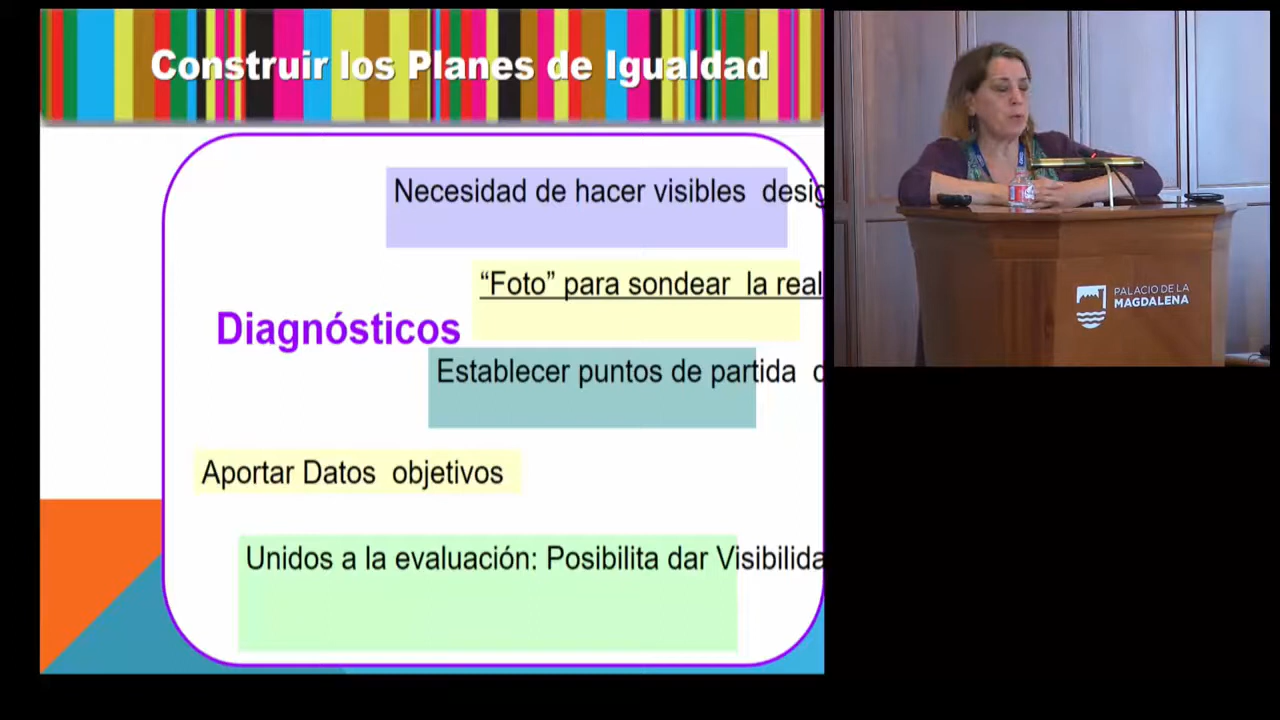 Construir los Planes de Igualdad
Necesidad de hacer visibles desig
“Foto” para sondear la real
Diagnósticos
Establecer puntos de partida
Aportar Datos objetivos
Unidos a la evaluación: Posibilita dar Visibilida
PALACIO DE LA
MAGDALENA